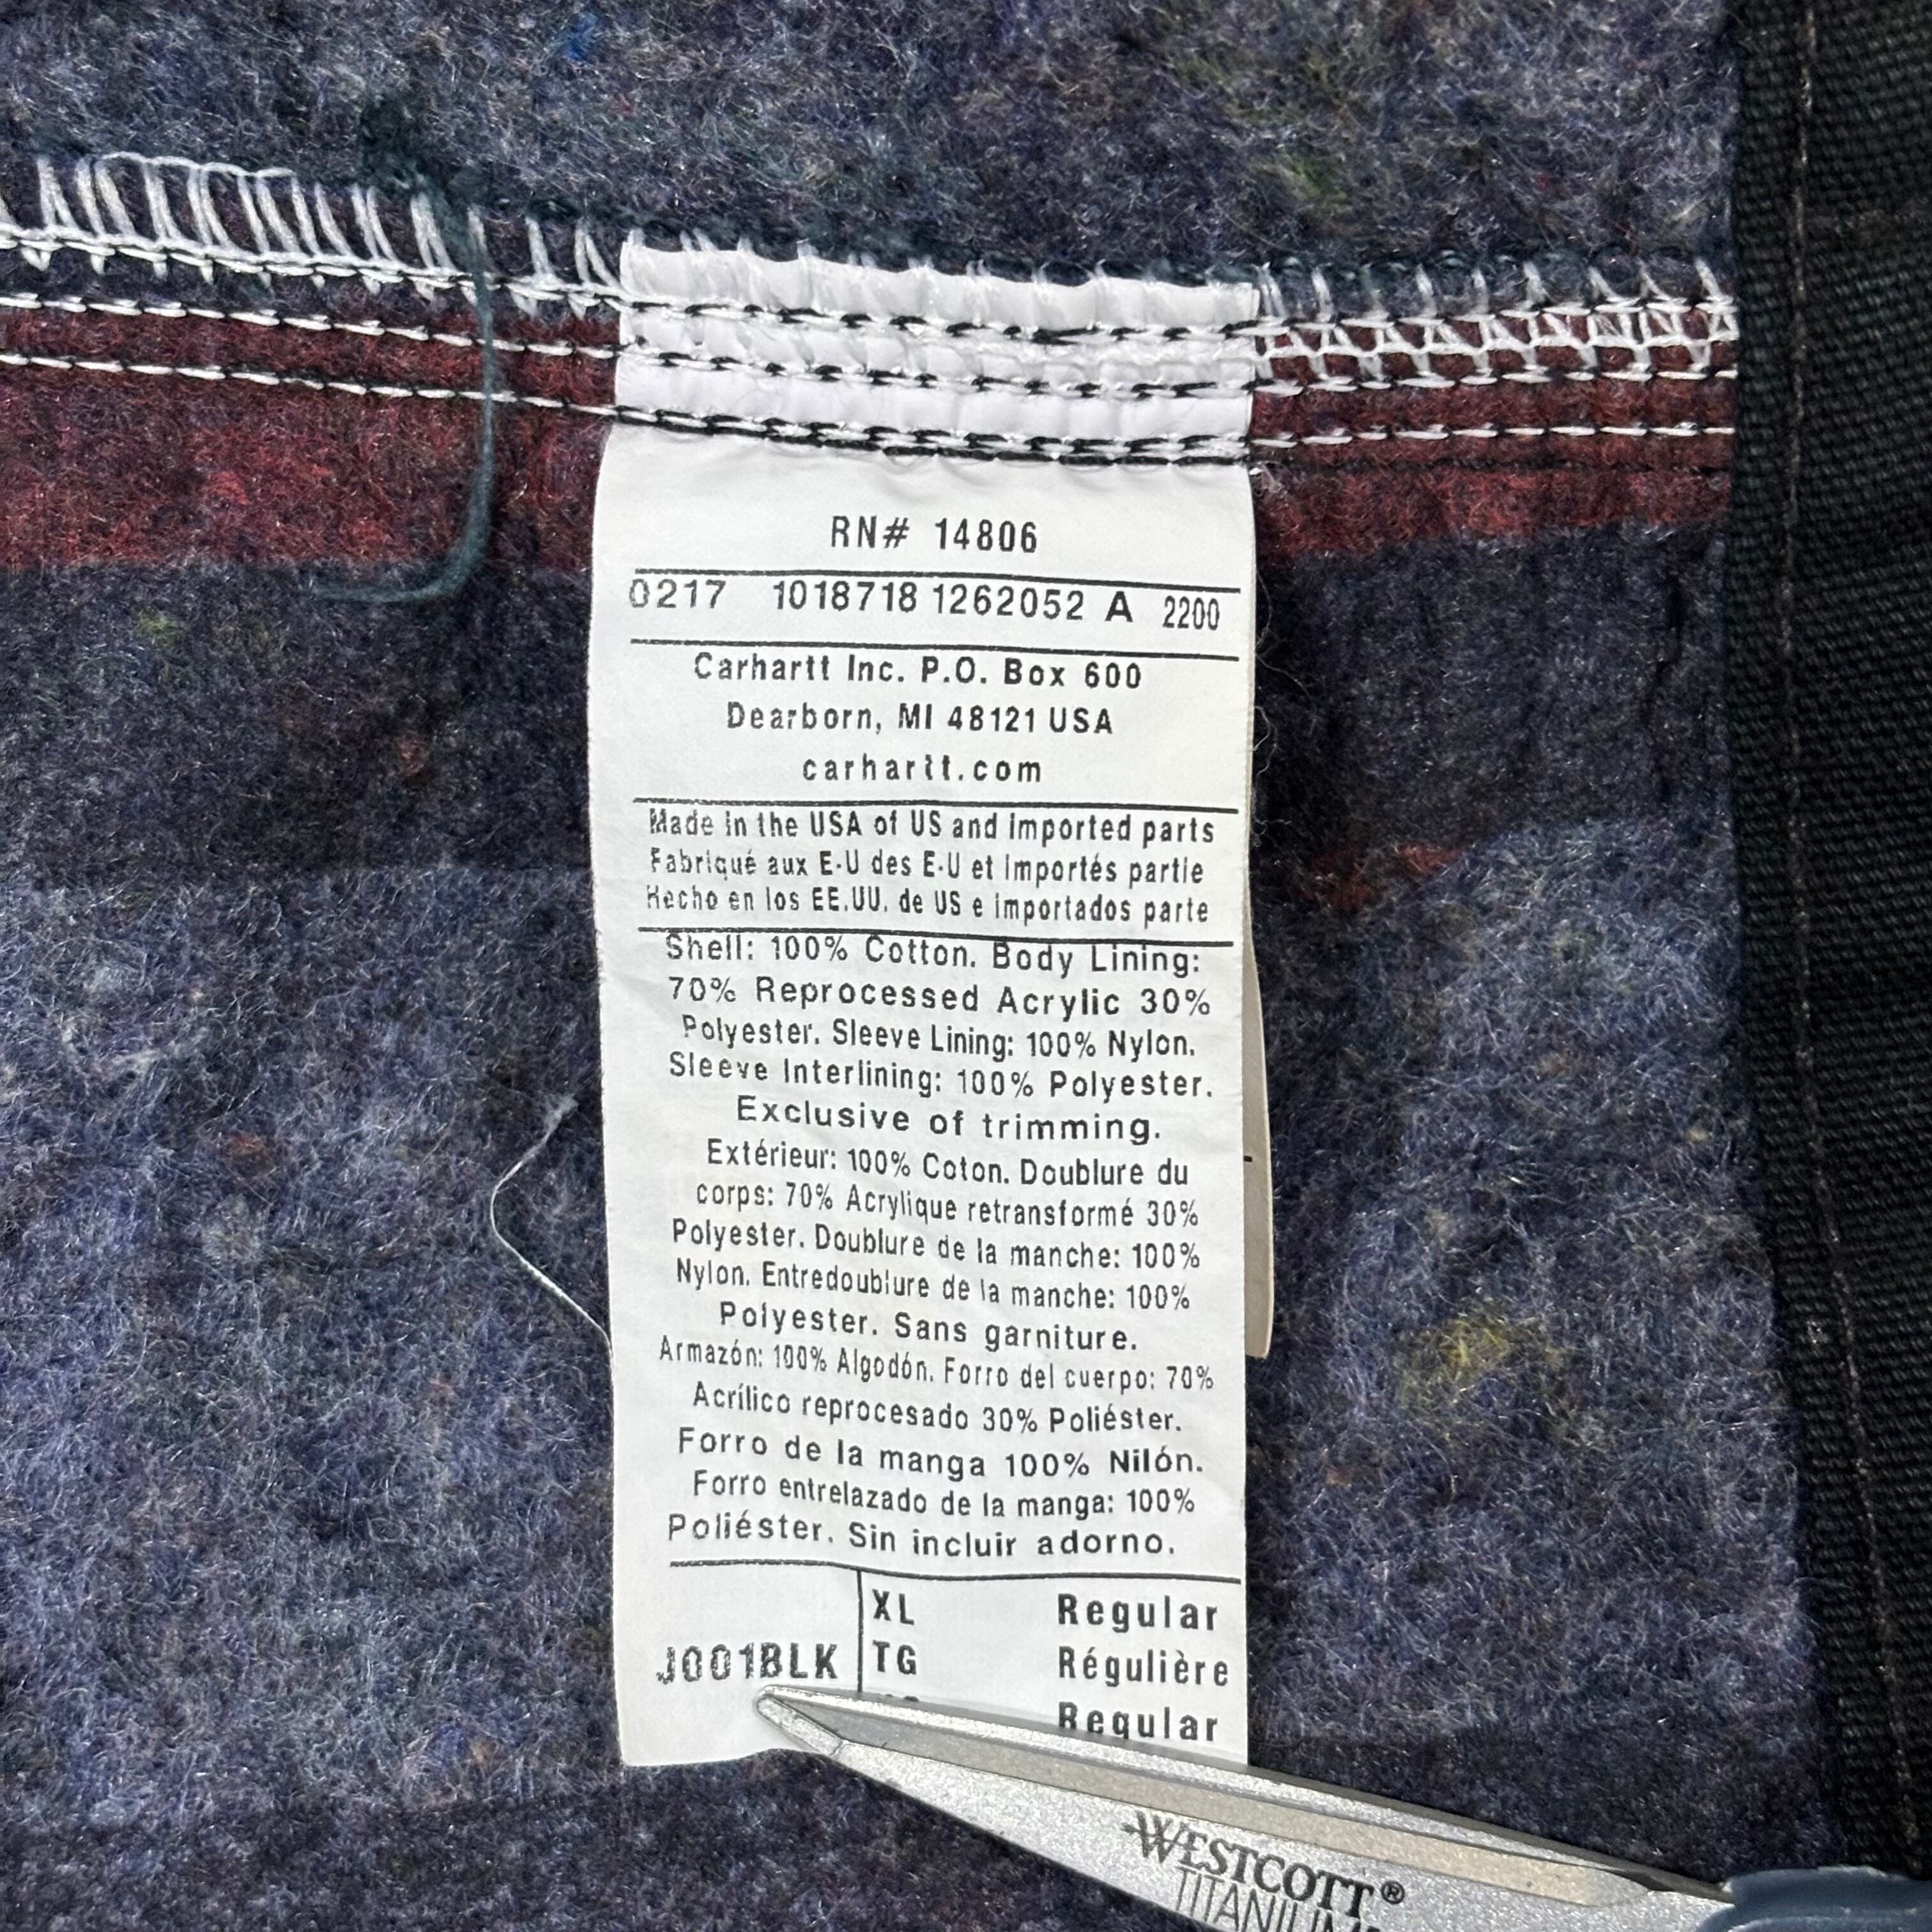 RN# 14806
0217 1018718 1262052 A 2200
Carhartt Inc. P.O. Box 600
Dearborn, MI 48121 USA
carhartt.com
Made in the USA of US and imported parts
Fabriqué aux E-U des E-U et importés partie
Hecho en los EE.UU. de US e importados parte
Shell: 100% Cotton. Body Lining:
70% Reprocessed Acrylic 30%
Polyester. Sleeve Lining: 100% Nylon.
Sleeve Interlining: 100% Polyester.
Exclusive of trimming.
Extérieur: 100% Coton. Doublure du
corps: 70% Acrylique retransformé 30%
Polyester. Doublure de la manche: 100%
Nylon. Entredoublure de la manche: 100%
Polyester. Sans garniture.
Armazón: 100% Algodón. Forro del cuerpo: 70%
Acrílico reprocesado 30% Poliéster.
Forro de la manga 100% Nilón.
Forro entrelazado de la manga: 100%
Poliéster. Sin incluir adorno.
XL Regular
J001BLK TG Régulière
Regular
WESTCOTT®
TITANIUM